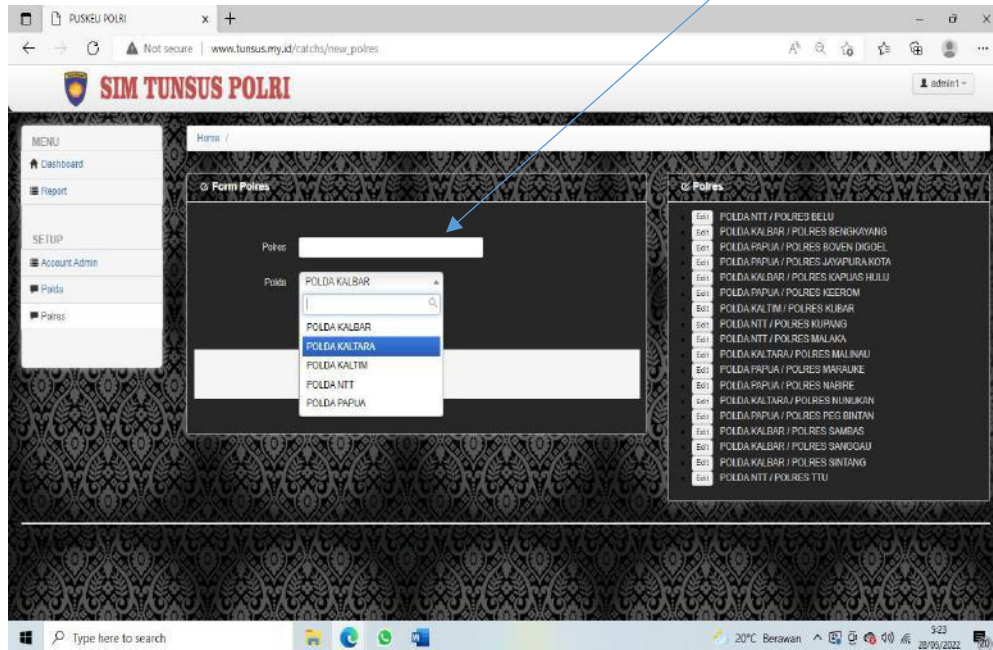 PUSKEU POLRI
Not secure | www.tunsus.my.id/catchs/new_polres
SIM TUNSUS POLRI
admin1
MENU
Dashboard
Report
SETUP
Account Admin
Polda
Polres
Home /
Form Polres
Polres
Polda
POLDA KALBAR
POLDA KALBAR
POLDA KALTARA
POLDA KALTIM
POLDA NTT
POLDA PAPUA
Polres
Edit POLDA NTT / POLRES BELU
Edit POLDA KALBAR / POLRES BENGKAYANG
Edit POLDA PAPUA / POLRES BOVEN DIGOEL
Edit POLDA PAPUA / POLRES JAYAPURA KOTA
Edit POLDA KALBAR / POLRES KAPUAS HULU
Edit POLDA PAPUA / POLRES KEEROM
Edit POLDA KALTIM / POLRES KUBAR
Edit POLDA NTT / POLRES KUPANG
Edit POLDA NTT / POLRES MALAKA
Edit POLDA KALTARA / POLRES MALINAU
Edit POLDA PAPUA / POLRES MARAUKE
Edit POLDA PAPUA / POLRES NABIRE
Edit POLDA KALTARA / POLRES NUNUKAN
Edit POLDA PAPUA / POLRES PEG BINTAN
Edit POLDA KALBAR / POLRES SAMBAS
Edit POLDA KALBAR / POLRES SANGGAU
Edit POLDA KALBAR / POLRES SINTANG
Edit POLDA NTT / POLRES TTU
Type here to search
20°C Berawan
5:23
28/05/2022
20